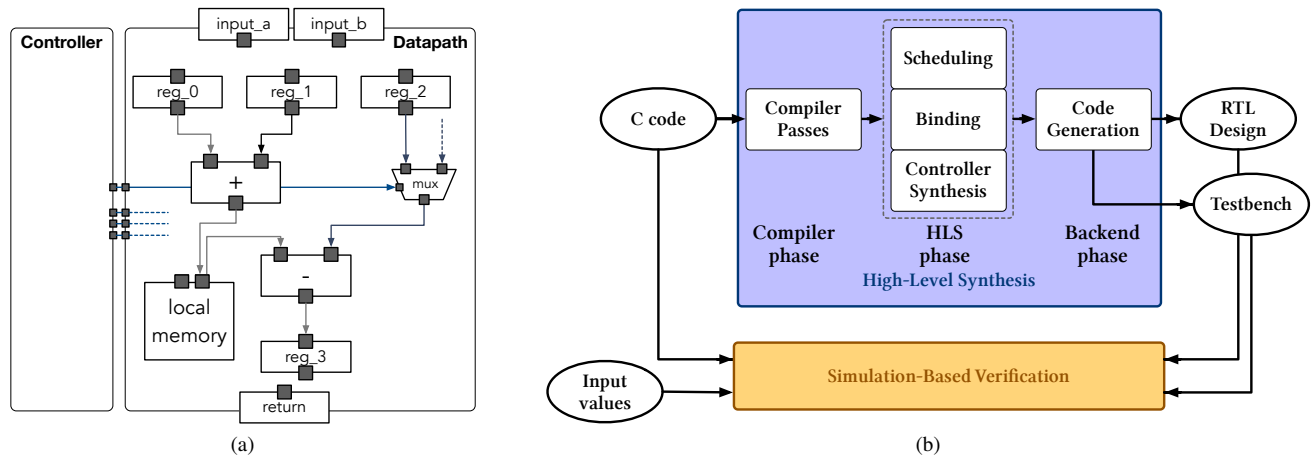 Controller
Datapath
input_a
input_b
reg_0
reg_1
reg_2
+
mux
-
local
memory
reg_3
return
(a)
C code
Compiler
Passes
Scheduling
Binding
Controller
Synthesis
Code
Generation
RTL
Design
Testbench
Compiler
phase
HLS
phase
Backend
phase
High-Level Synthesis
Simulation-Based Verification
Input
values
(b)